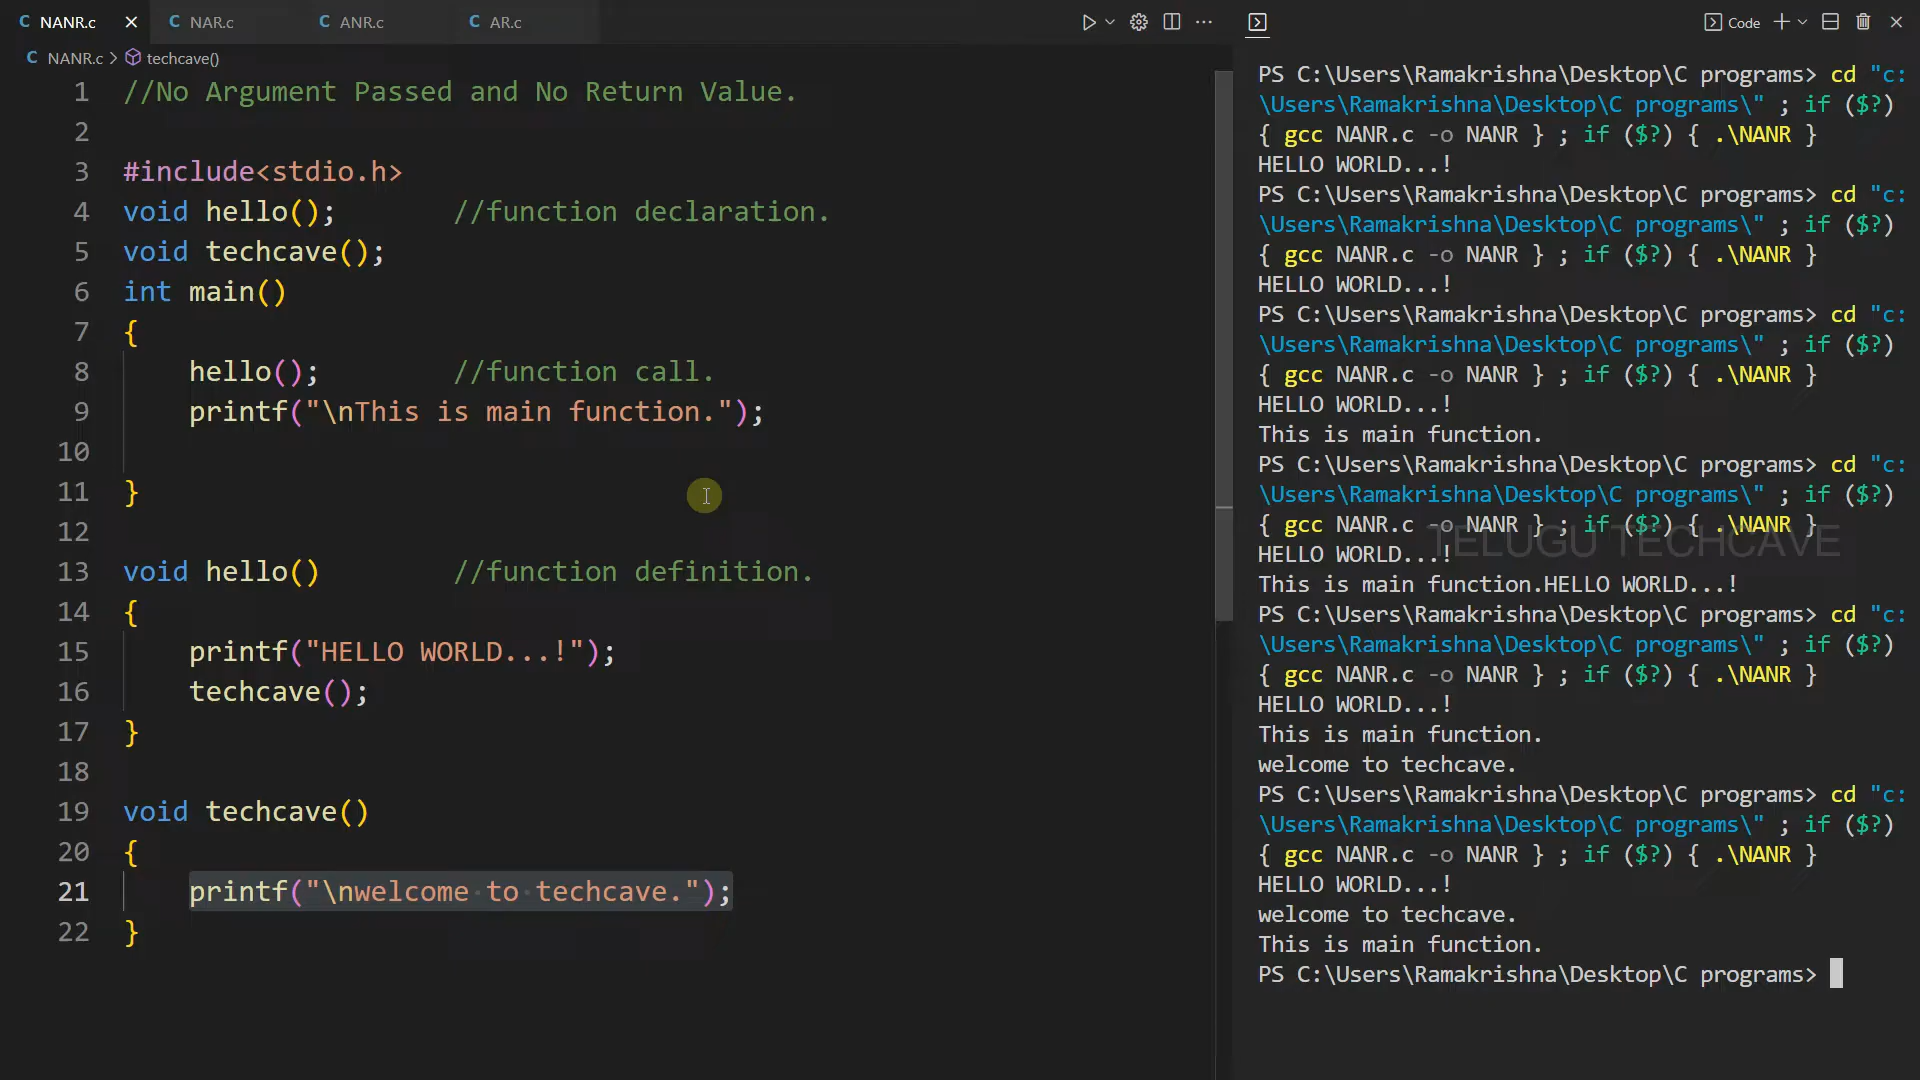 NANR.c
NAR.c
ANR.c
AR.c
Code
NANR.c > techcave()
1 //No Argument Passed and No Return Value.
2
3 #include<stdio.h>
4 void hello(); //function declaration.
5 void techcave();
6 int main()
7 {
8 hello(); //function call.
9 printf("\nThis is main function.");
10
11 }
12
13 void hello() //function definition.
14 {
15 printf("HELLO WORLD...!");
16 techcave();
17 }
18
19 void techcave()
20 {
21 printf("\nwelcome to techcave.");
22 }
PS C:\Users\Ramakrishna\Desktop\C programs> cd "c:
\Users\Ramakrishna\Desktop\C programs\" ; if ($?)
{ gcc NANR.c -o NANR } ; if ($?) { .\NANR }
HELLO WORLD...!
PS C:\Users\Ramakrishna\Desktop\C programs> cd "c:
\Users\Ramakrishna\Desktop\C programs\" ; if ($?)
{ gcc NANR.c -o NANR } ; if ($?) { .\NANR }
HELLO WORLD...!
PS C:\Users\Ramakrishna\Desktop\C programs> cd "c:
\Users\Ramakrishna\Desktop\C programs\" ; if ($?)
{ gcc NANR.c -o NANR } ; if ($?) { .\NANR }
HELLO WORLD...!
This is main function.
PS C:\Users\Ramakrishna\Desktop\C programs> cd "c:
\Users\Ramakrishna\Desktop\C programs\" ; if ($?)
{ gcc NANR.c -o NANR } ; if ($?) { .\NANR }
TELUGU TECHCAVE
HELLO WORLD...!
This is main function.HELLO WORLD...!
PS C:\Users\Ramakrishna\Desktop\C programs> cd "c:
\Users\Ramakrishna\Desktop\C programs\" ; if ($?)
{ gcc NANR.c -o NANR } ; if ($?) { .\NANR }
HELLO WORLD...!
This is main function.
welcome to techcave.
PS C:\Users\Ramakrishna\Desktop\C programs> cd "c:
\Users\Ramakrishna\Desktop\C programs\" ; if ($?)
{ gcc NANR.c -o NANR } ; if ($?) { .\NANR }
HELLO WORLD...!
welcome to techcave.
This is main function.
PS C:\Users\Ramakrishna\Desktop\C programs>